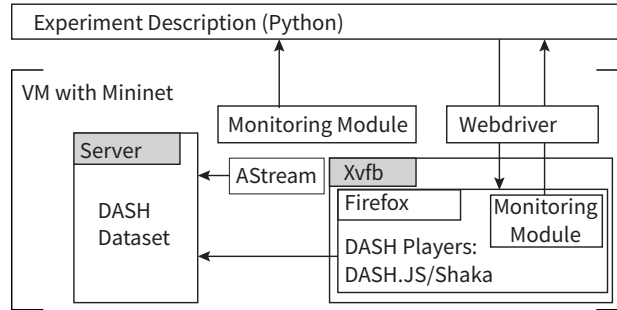 Experiment Description (Python)
VM with Mininet
Monitoring Module
Webdriver
Server
AStream
Xvfb
Firefox
Monitoring
Module
DASH
Dataset
DASH Players:
DASH.JS/Shaka